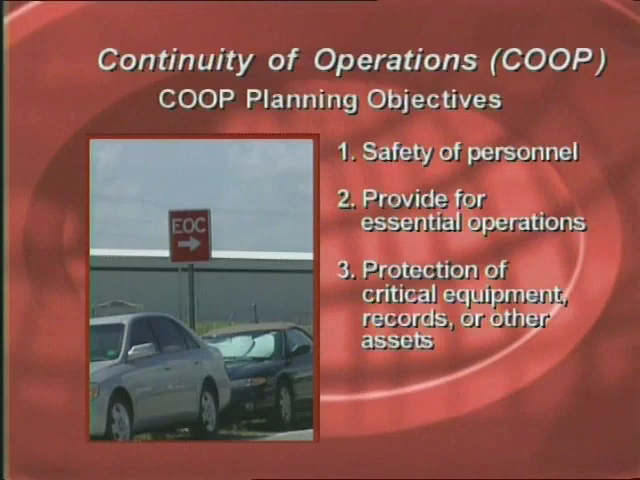 Continuity of Operations (COOP)
COOP Planning Objectives
1. Safety of personnel
2. Provide for
essential operations
3. Protection of
critical equipment,
records, or other
assets
EOC